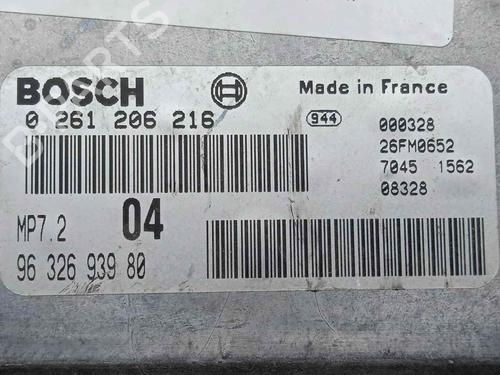 BOSCH Made in France
0 261 206 216 944 000328
26FM0652
7045 1562
08328
MP7.2 04
96 326 939 80